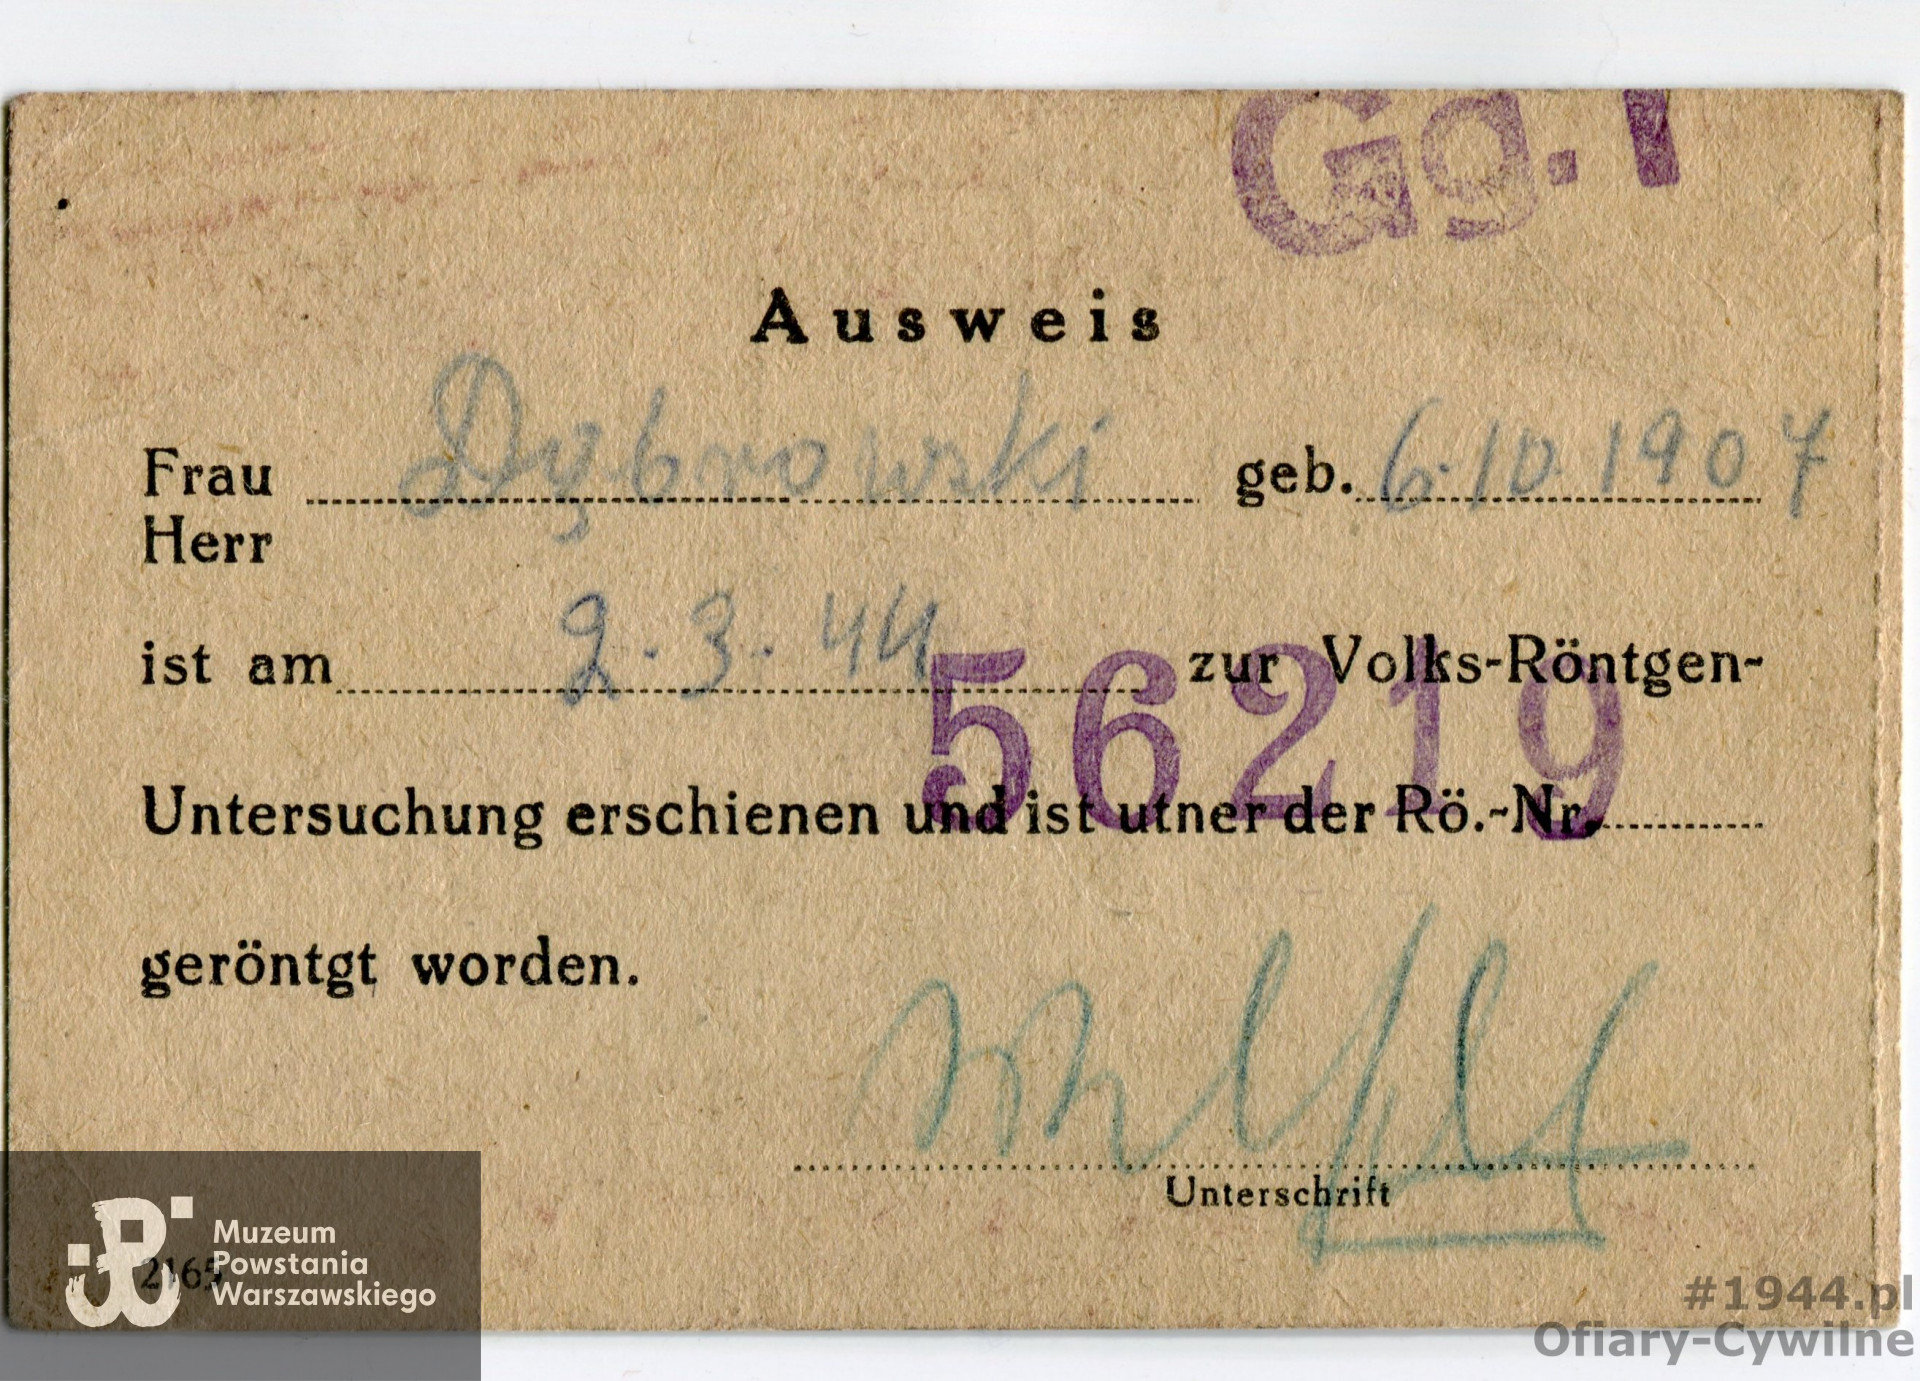 Gg. I
Ausweis
Frau Dąbrowski geb. 6.10.1907
Herr
ist am 2.3.44 zur Volks-Röntgen-
56219
Untersuchung erschienen und ist utner der Rö.-Nr.
geröntgt worden.
Unterschrift
2165
Muzeum
Powstania
Warszawskiego
#1944.pl
Ofiary-Cywilne